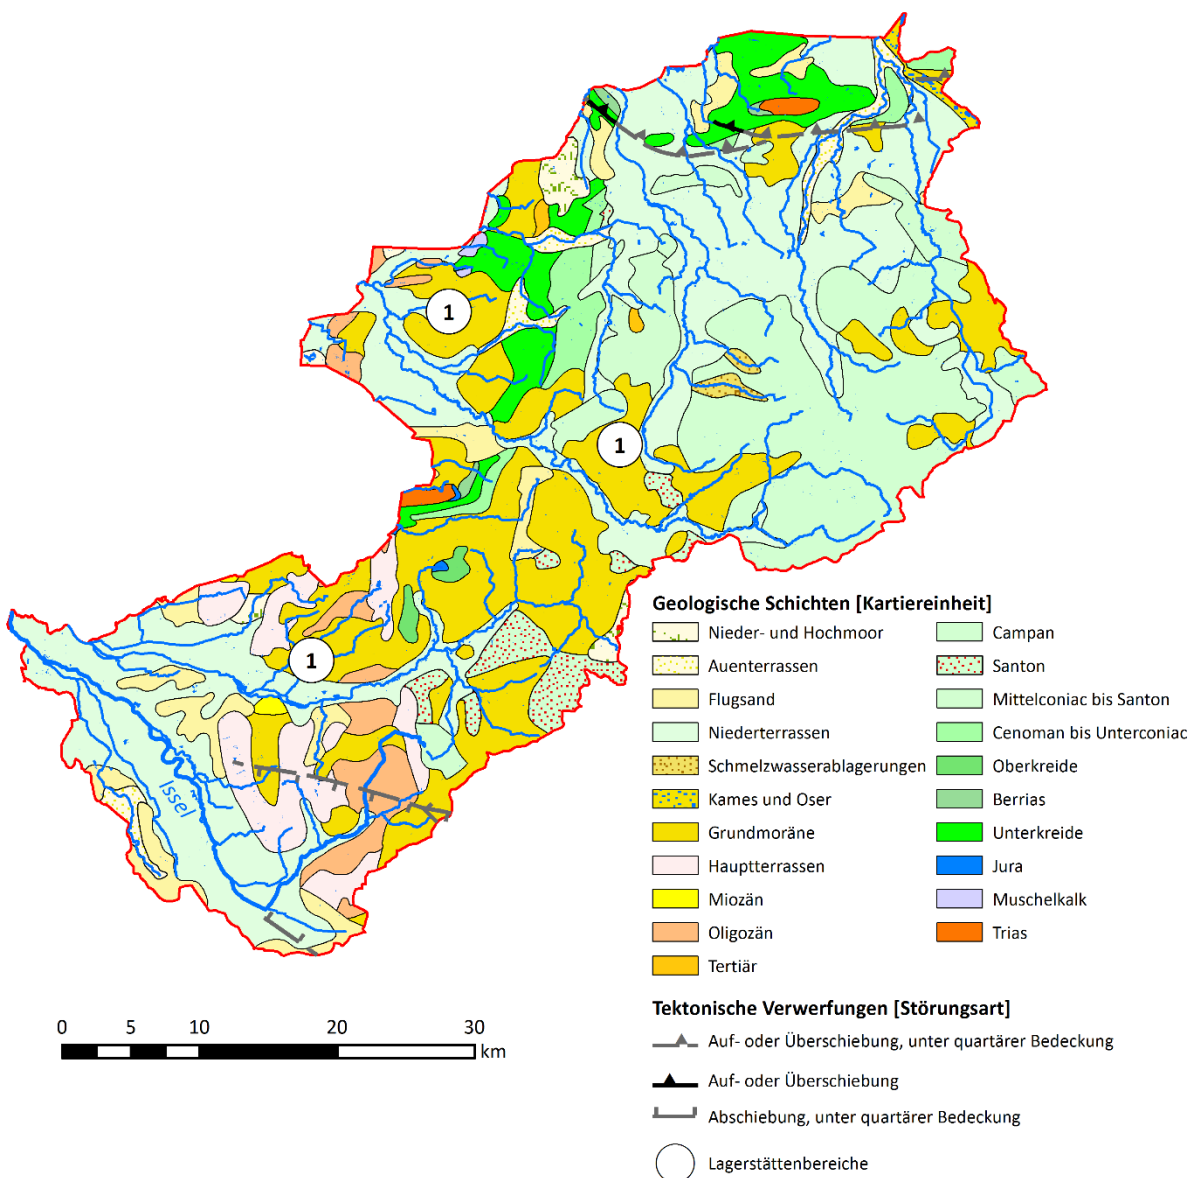 1
1
1
Issel
Geologische Schichten [Kartiereinheit]
Nieder- und Hochmoor
Auenterrassen
Flugsand
Niederterrassen
Schmelzwasserablagerungen
Kames und Oser
Grundmoräne
Hauptterrassen
Miozän
Oligozän
Tertiär
Campan
Santon
Mittelconiac bis Santon
Cenoman bis Unterconiac
Oberkreide
Berrias
Unterkreide
Jura
Muschelkalk
Trias
Tektonische Verwerfungen [Störungsart]
Auf- oder Überschiebung, unter quartärer Bedeckung
Auf- oder Überschiebung
Abschiebung, unter quartärer Bedeckung
Lagerstättenbereiche
0 5 10 20 30
km